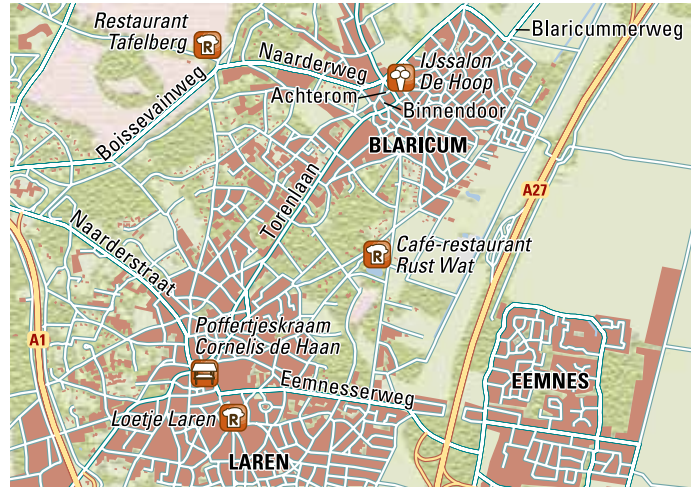 Restaurant
Tafelberg
R
Blaricummerweg
Naarderweg
IJssalon
De Hoop
Achterom
Binnendoor
Boissevainweg
BLARICUM
Torenlaan
A27
Naarderstraat
Café-restaurant
Rust Wat
R
A1
Poffertjeskraam
Cornelis de Haan
Eemnesserweg
EEMNES
Loetje Laren
R
LAREN